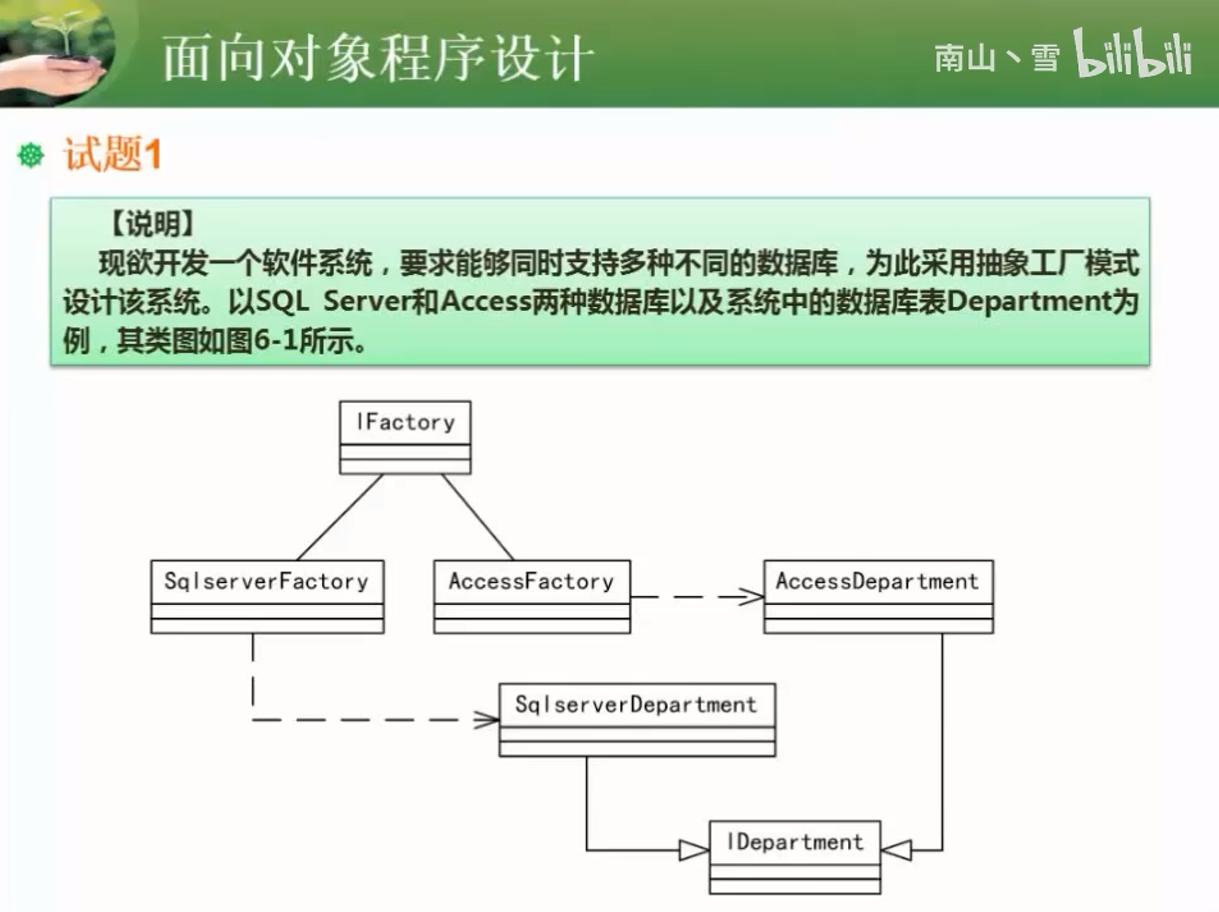 面向对象程序设计
南山丶雪 bilibili
试题1
【说明】
现欲开发一个软件系统，要求能够同时支持多种不同的数据库，为此采用抽象工厂模式
设计该系统。以SQL Server和Access两种数据库以及系统中的数据库表Department为
例，其类图如图6-1所示。
IFactory
SqlserverFactory
AccessFactory
AccessDepartment
SqlserverDepartment
IDepartment